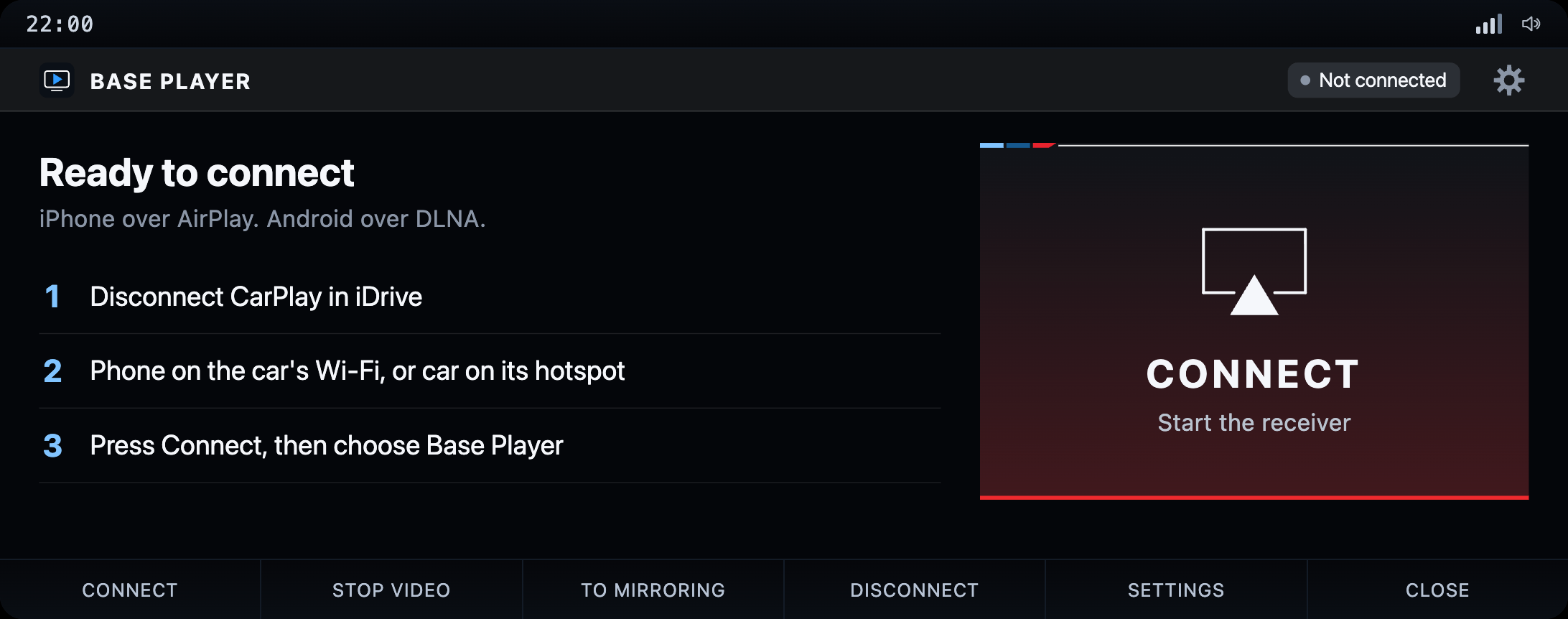 22:00
BASE PLAYER
Not connected
Ready to connect
iPhone over AirPlay. Android over DLNA.
1 Disconnect CarPlay in iDrive
2 Phone on the car's Wi-Fi, or car on its hotspot
3 Press Connect, then choose Base Player
CONNECT
Start the receiver
CONNECT
STOP VIDEO
TO MIRRORING
DISCONNECT
SETTINGS
CLOSE